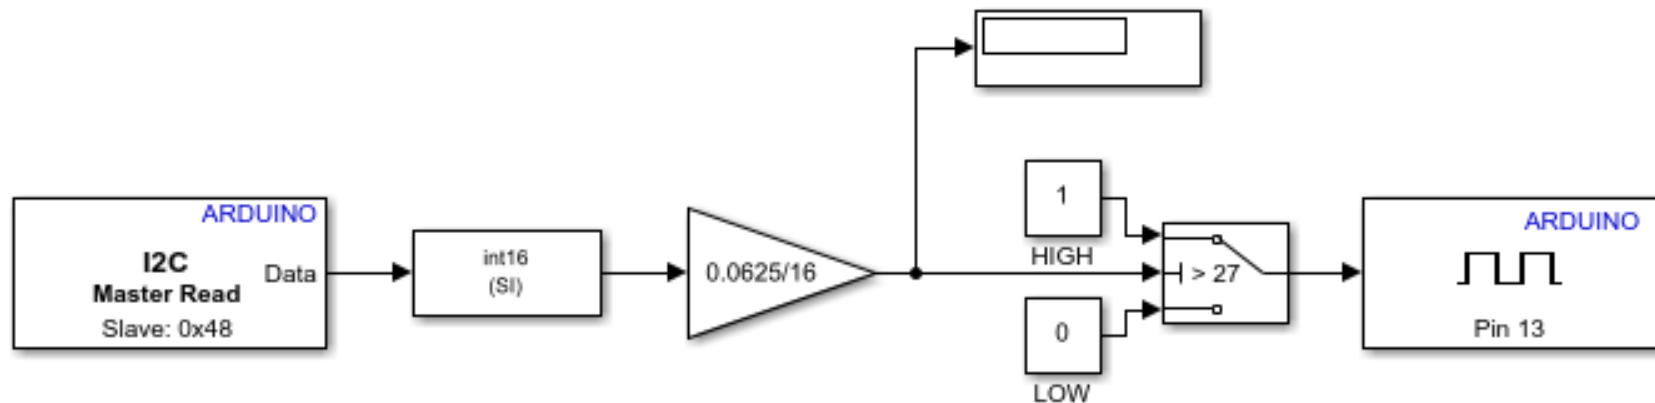 ARDUINO
I2C
Master Read
Data
Slave: 0x48
int16
(SI)
0.0625/16
1
HIGH
> 27
0
LOW
ARDUINO
Pin 13